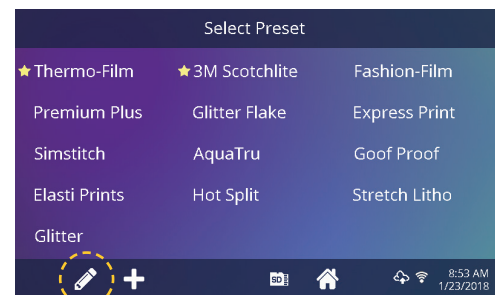 Select Preset
Thermo-Film
3M Scotchlite
Fashion-Film
Premium Plus
Glitter Flake
Express Print
Simstitch
AquaTru
Goof Proof
Elasti Prints
Hot Split
Stretch Litho
Glitter
SD
8:53 AM
1/23/2018